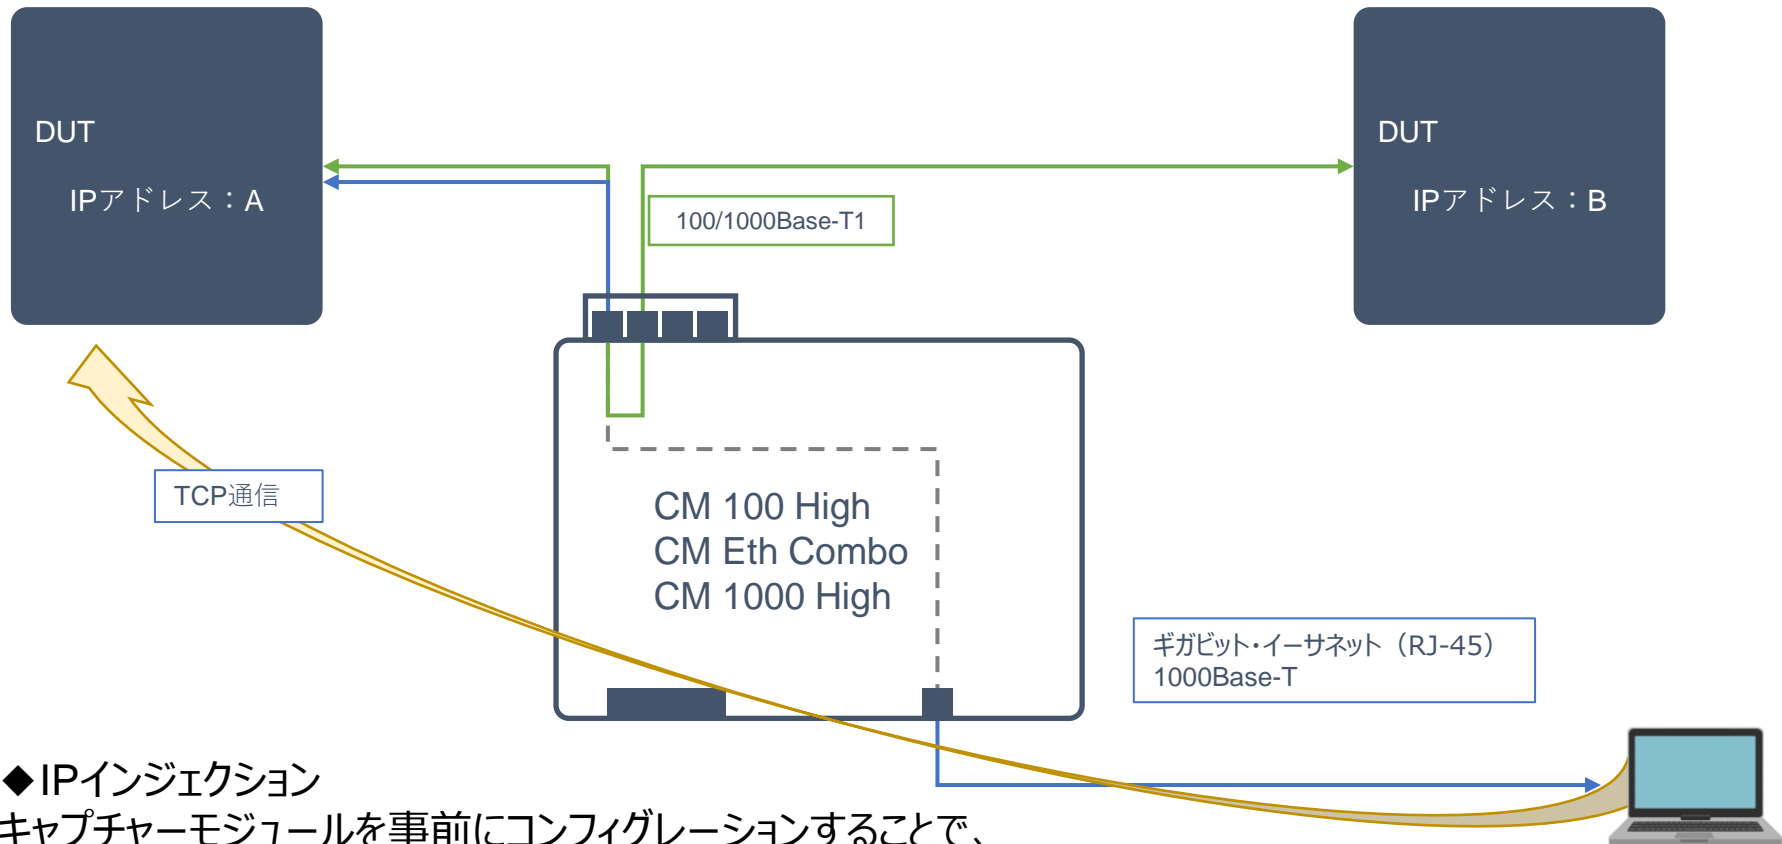 DUT
IPアドレス：A
DUT
IPアドレス：B
100/1000Base-T1
TCP通信
CM 100 High
CM Eth Combo
CM 1000 High
ギガビット・イーサネット（RJ-45）
1000Base-T
◆IPインジェクション
キャプチャーモジュールを事前にコンフィグレーションすることで、